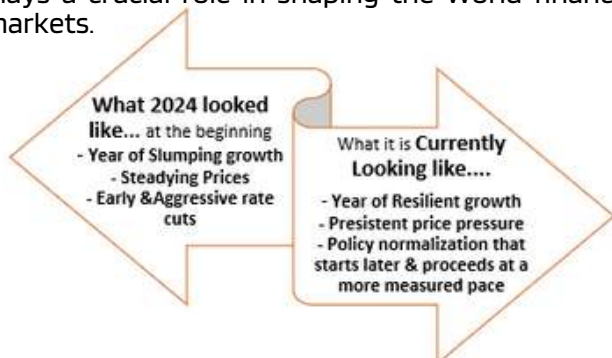 plays a crucial role in shaping the world financial
markets.
What 2024 looked
like... at the beginning
- Year of Slumping growth
- Steadying Prices
- Early &Aggressive rate
cuts
What it is Currently
Looking like....
- Year of Resilient growth
- Presistent price pressure
- Policy normalization that
starts later & proceeds at a
more measured pace